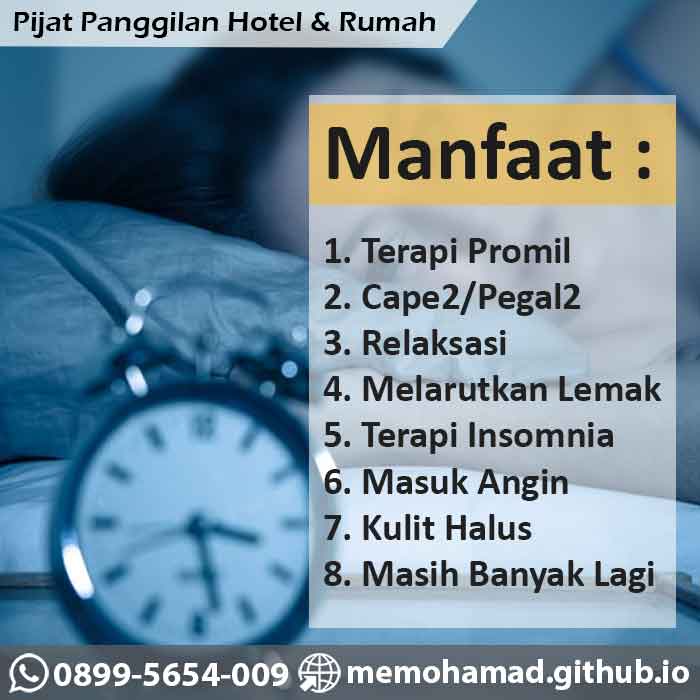 Pijat Panggilan Hotel & Rumah
Manfaat :
1. Terapi Promil
2. Cape2/Pegal2
3. Relaksasi
4. Melarutkan Lemak
5. Terapi Insomnia
6. Masuk Angin
7. Kulit Halus
8. Masih Banyak Lagi
0899-5654-009 memohamad.github.io